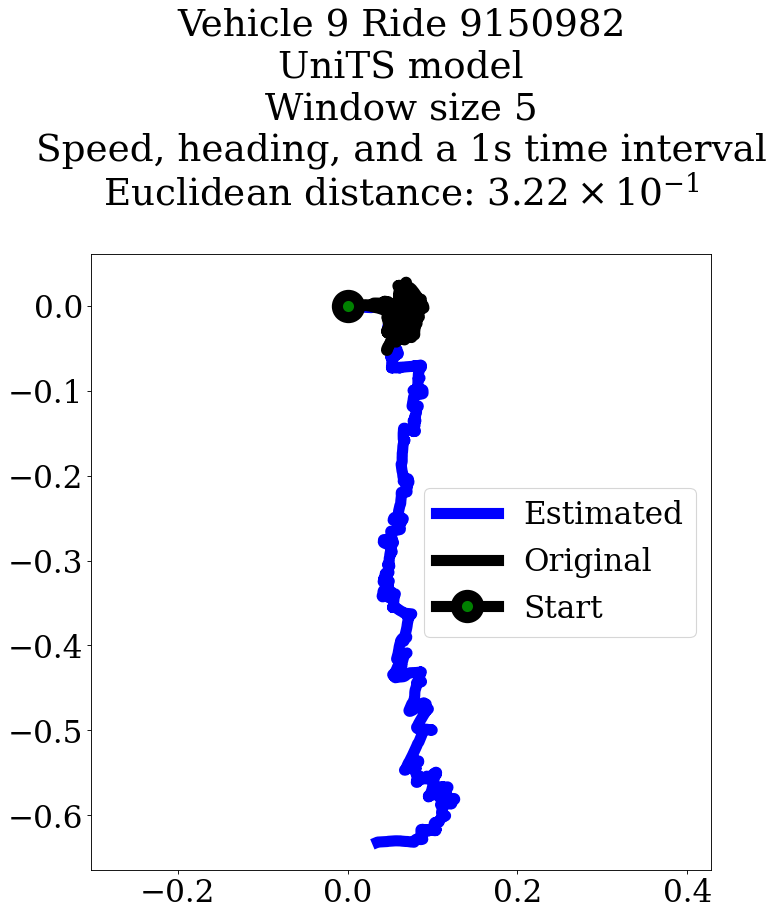 Vehicle 9 Ride 9150982
UniTS model
Window size 5
Speed, heading, and a 1s time interval
Euclidean distance: 3.22 × 10⁻¹
0.0
−0.1
−0.2
−0.3
−0.4
−0.5
−0.6
Estimated
Original
Start
−0.2 0.0 0.2 0.4